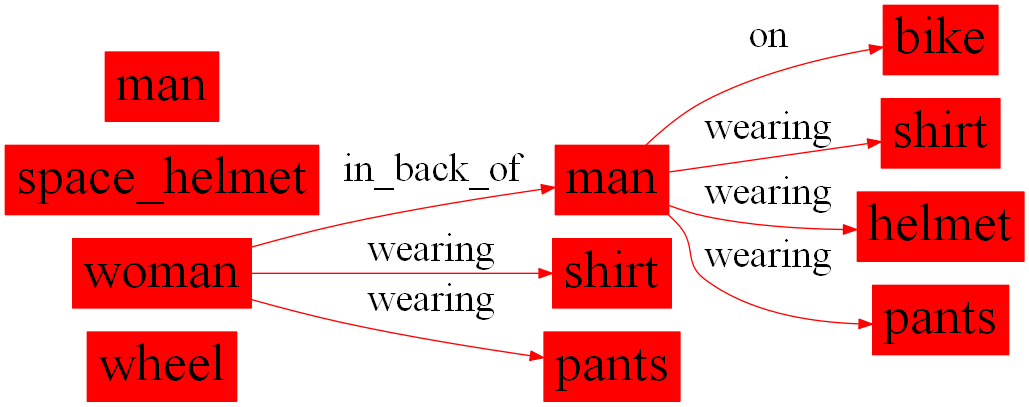 man
space_helmet
woman
wheel
in_back_of
wearing
wearing
man
shirt
pants
on
wearing
wearing
wearing
bike
shirt
helmet
pants